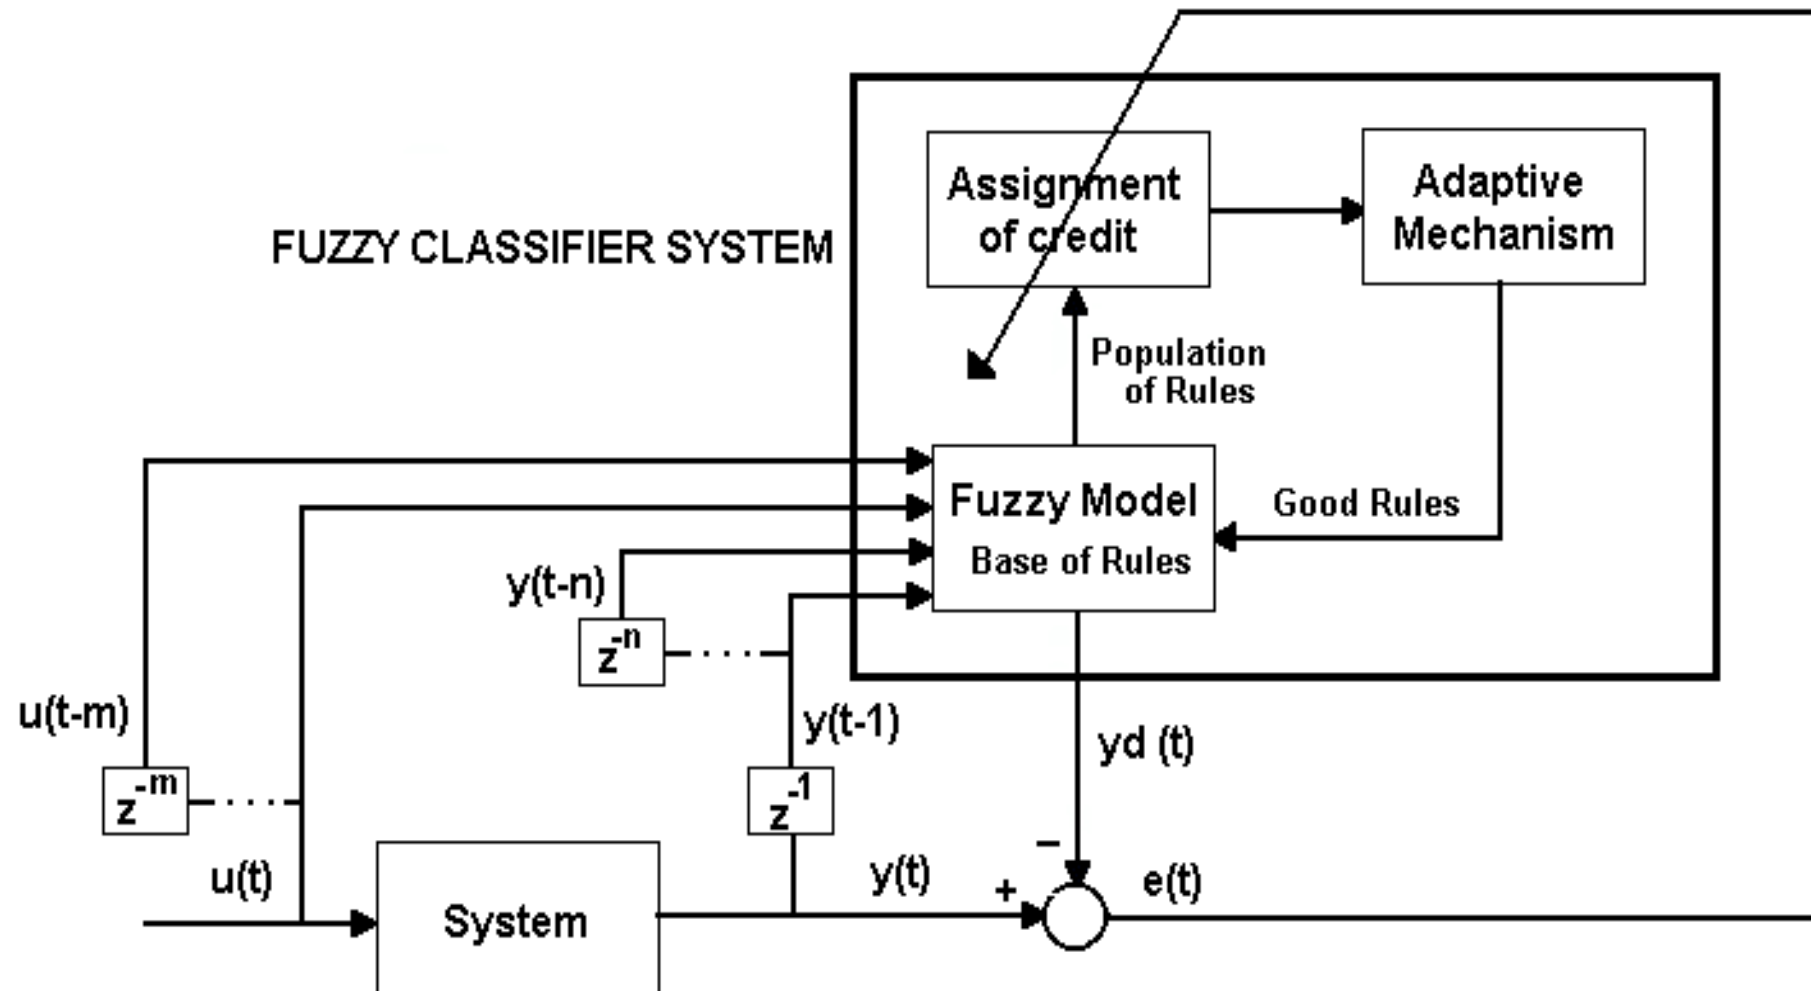 Assignment
of credit
Adaptive
Mechanism
FUZZY CLASSIFIER SYSTEM
Population
of Rules
Fuzzy Model
Base of Rules
Good Rules
y(t-n)
z-n
u(t-m)
y(t-1)
yd (t)
z-m
z-1
u(t)
System
y(t)
+
−
e(t)